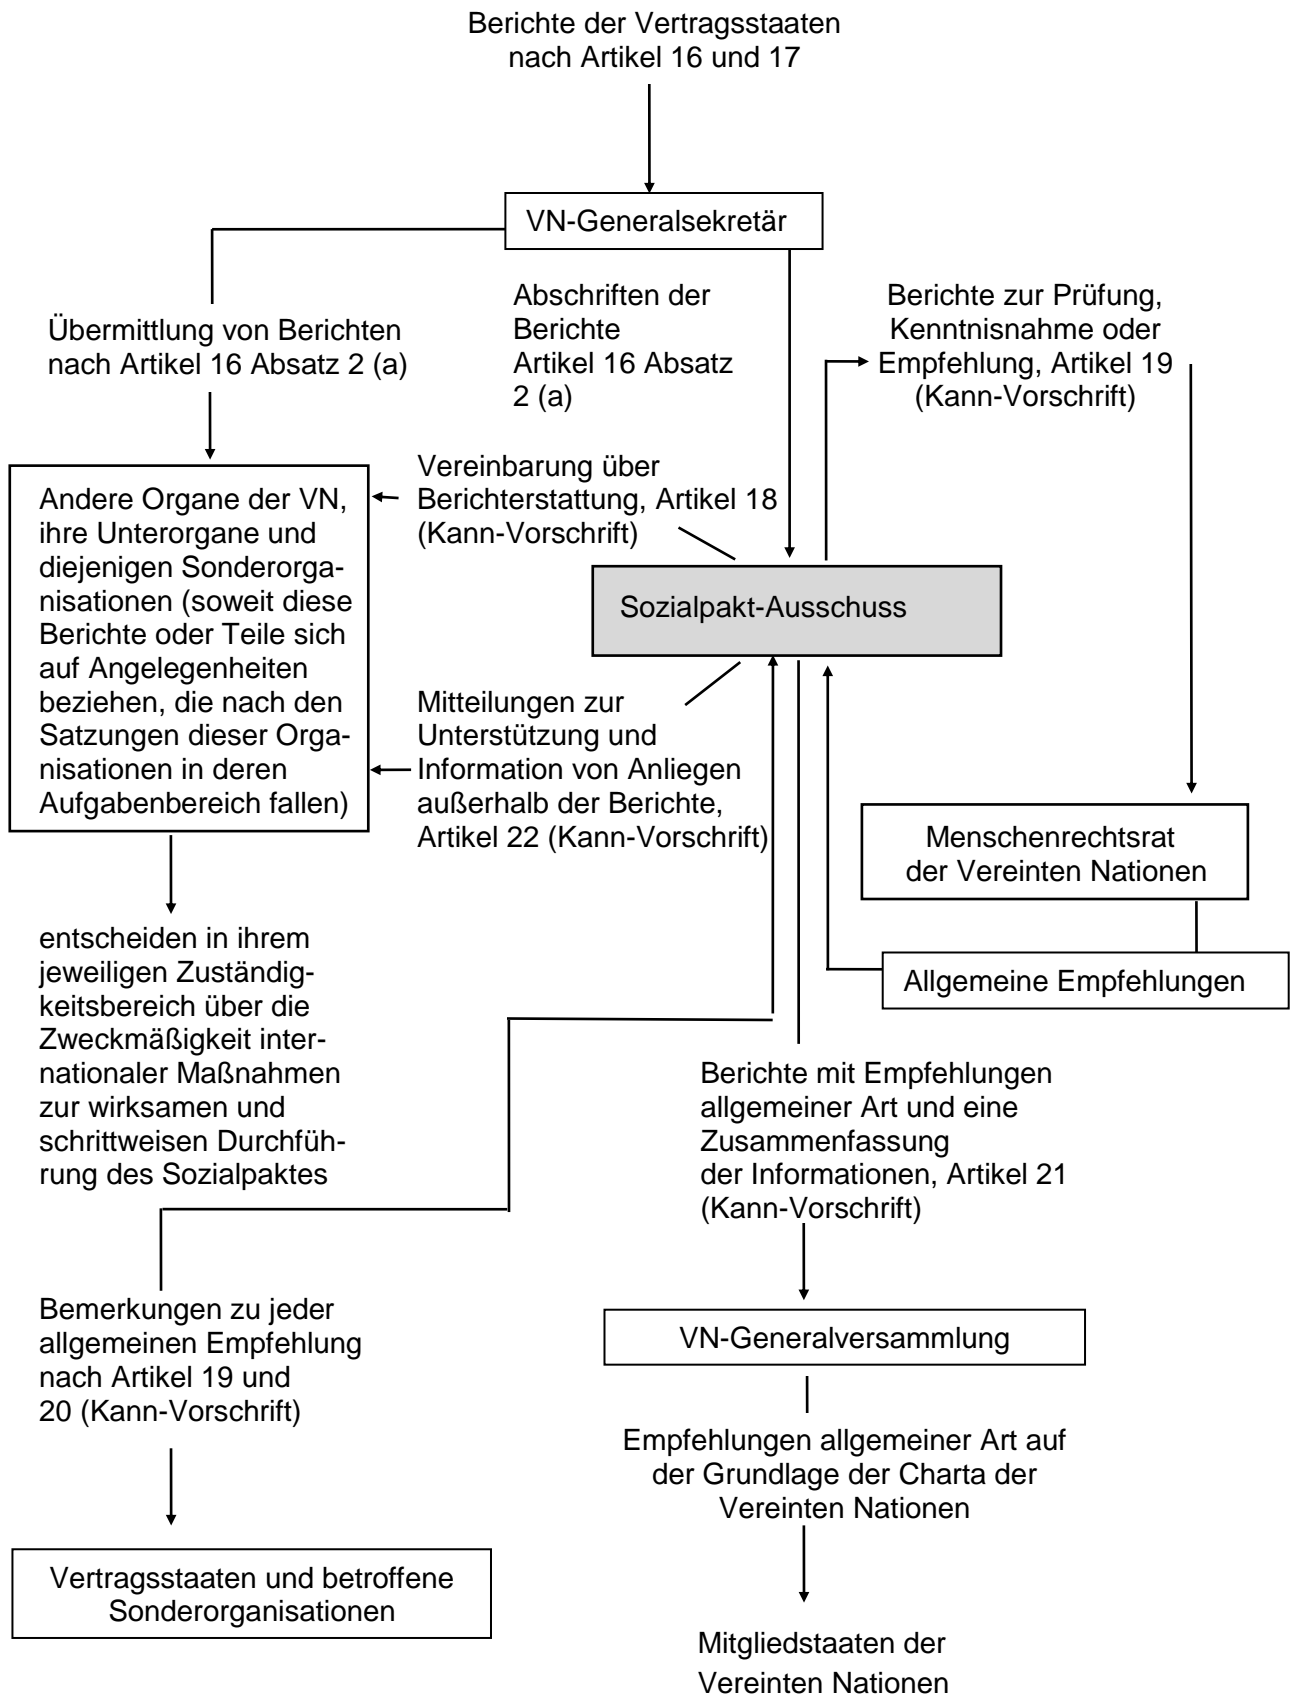 Berichte der Vertragsstaaten
nach Artikel 16 und 17
VN-Generalsekretär
Übermittlung von Berichten
nach Artikel 16 Absatz 2 (a)
Abschriften der
Berichte
Artikel 16 Absatz
2 (a)
Berichte zur Prüfung,
Kenntnisnahme oder
Empfehlung, Artikel 19
(Kann-Vorschrift)
Vereinbarung über
Berichterstattung, Artikel 18
(Kann-Vorschrift)
Andere Organe der VN,
ihre Unterorgane und
diejenigen Sonderorga-
nisationen (soweit diese
Berichte oder Teile sich
auf Angelegenheiten
beziehen, die nach den
Satzungen dieser Orga-
nisationen in deren
Aufgabenbereich fallen)
Sozialpakt-Ausschuss
Mitteilungen zur
Unterstützung und
Information von Anliegen
außerhalb der Berichte,
Artikel 22 (Kann-Vorschrift)
Menschenrechtsrat
der Vereinten Nationen
Allgemeine Empfehlungen
entscheiden in ihrem
jeweiligen Zuständig-
keitsbereich über die
Zweckmäßigkeit inter-
nationaler Maßnahmen
zur wirksamen und
schrittweisen Durchfüh-
rung des Sozialpaktes
Berichte mit Empfehlungen
allgemeiner Art und eine
Zusammenfassung
der Informationen, Artikel 21
(Kann-Vorschrift)
Bemerkungen zu jeder
allgemeinen Empfehlung
nach Artikel 19 und
20 (Kann-Vorschrift)
VN-Generalversammlung
Empfehlungen allgemeiner Art auf
der Grundlage der Charta der
Vereinten Nationen
Vertragsstaaten und betroffene
Sonderorganisationen
Mitgliedstaaten der
Vereinten Nationen